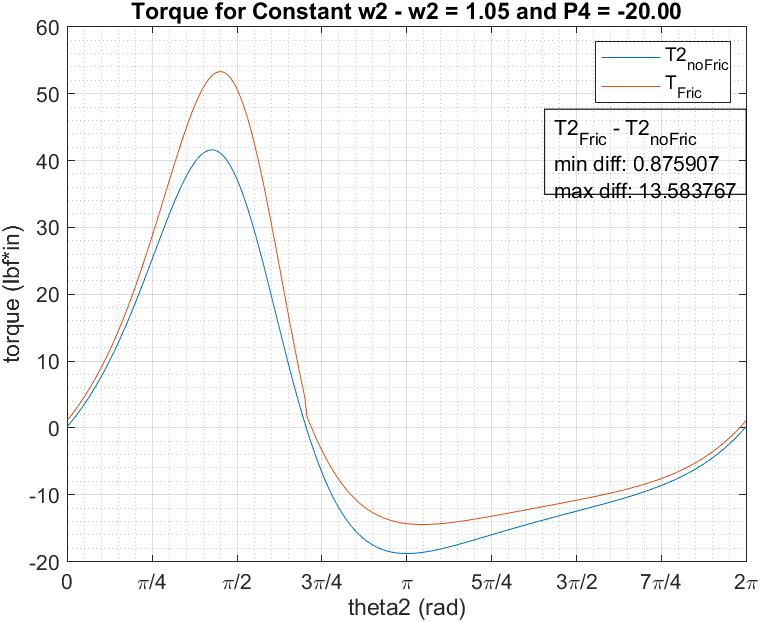 Torque for Constant w2 - w2 = 1.05 and P4 = -20.00
60
50
40
30
20
10
0
-10
-20
torque (lbf*in)
T2noFric
TFric
T2Fric - T2noFric
min diff: 0.875907
max diff: 13.583767
0 π/4 π/2 3π/4 π 5π/4 3π/2 7π/4 2π
theta2 (rad)